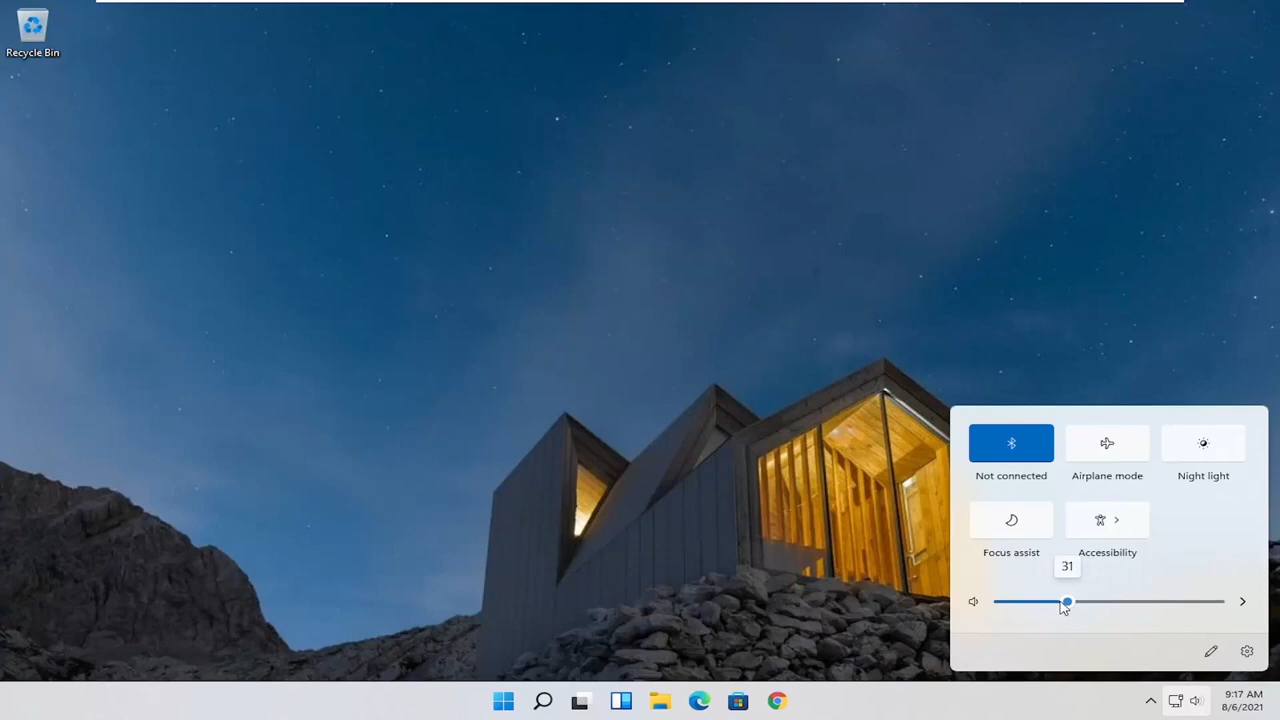 Recycle Bin
Not connected
Airplane mode
Night light
Focus assist
Accessibility
31
9:17 AM
8/6/2021